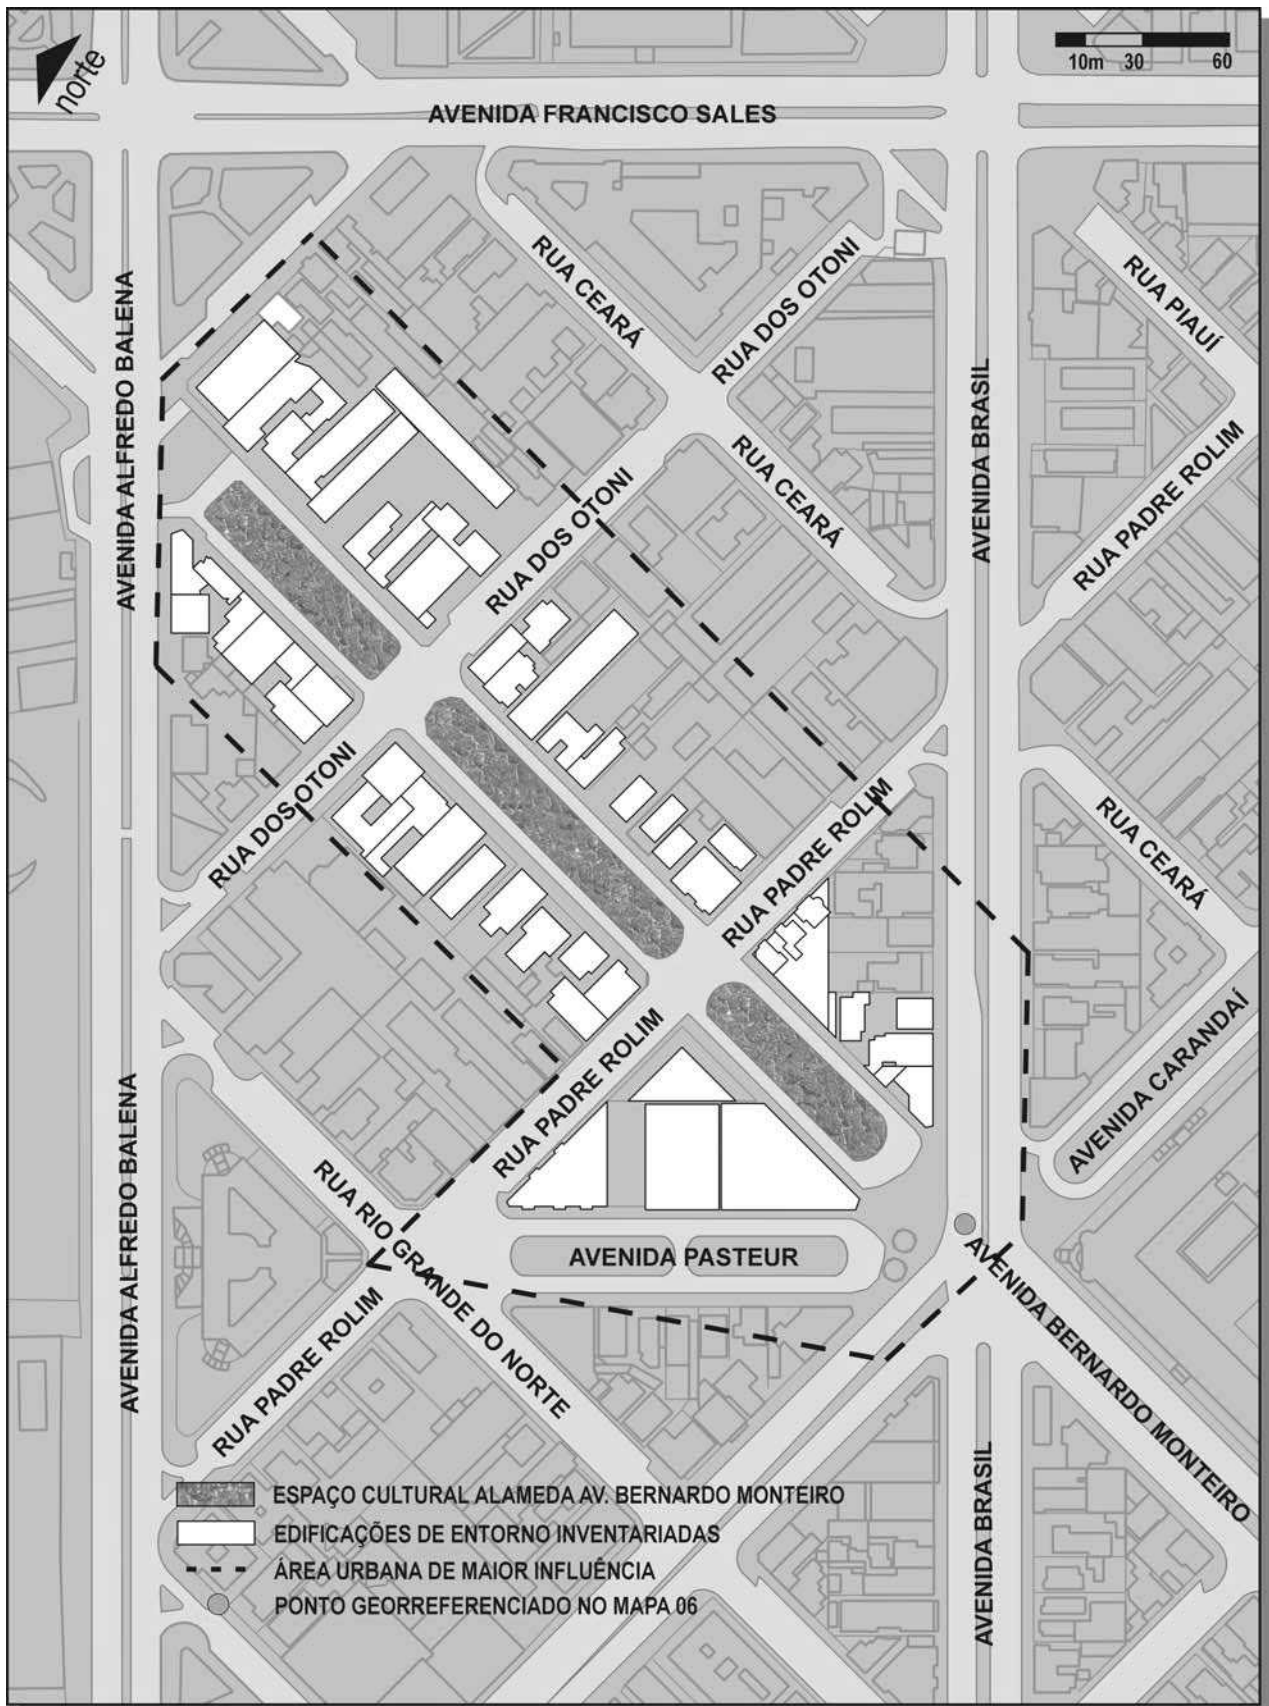 norte
10m 30 60
AVENIDA FRANCISCO SALES
RUA CEARÁ
RUA DOS OTONI
RUA PIAUÍ
AVENIDA ALFREDO BALENA
AVENIDA BRASIL
RUA PADRE ROLIM
RUA CEARÁ
RUA DOS OTONI
RUA DOS OTONI
RUA PADRE ROLIM
RUA CEARÁ
RUA PADRE ROLIM
AVENIDA CARANDAÍ
AVENIDA ALFREDO BALENA
RUA RIO GRANDE DO NORTE
AVENIDA PASTEUR
AVENIDA BERNARDO MONTEIRO
RUA PADRE ROLIM
AVENIDA BRASIL
ESPAÇO CULTURAL ALAMEDA AV. BERNARDO MONTEIRO
EDIFICAÇÕES DE ENTORNO INVENTARIADAS
ÁREA URBANA DE MAIOR INFLUÊNCIA
PONTO GEORREFERENCIADO NO MAPA 06